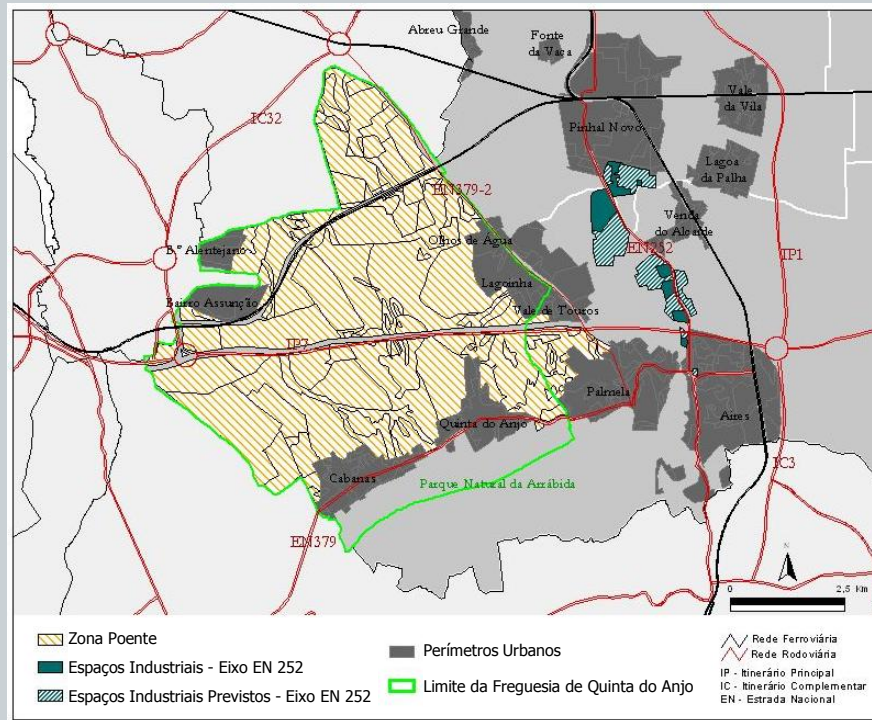 Abreu Grande
Fonte
da Vaca
Vale
da Vila
Pinhal Novo
IC32
Lagoa
da Palha
EN379-2
Venda
do Alcaide
Olhos de Água
EN252
Bº Alentejano
IP1
Lagoinha
Bairro Assunção
Vale de Touros
IP7
Palmela
Aires
Quinta do Anjo
IC3
Cabanas
Parque Natural da Arrábida
EN379
N
0 2,5 Km
Zona Poente
Espaços Industriais - Eixo EN 252
Espaços Industriais Previstos - Eixo EN 252
Perímetros Urbanos
Limite da Freguesia de Quinta do Anjo
Rede Ferroviária
Rede Rodoviária
IP - Itinerário Principal
IC - Itinerário Complementar
EN - Estrada Nacional